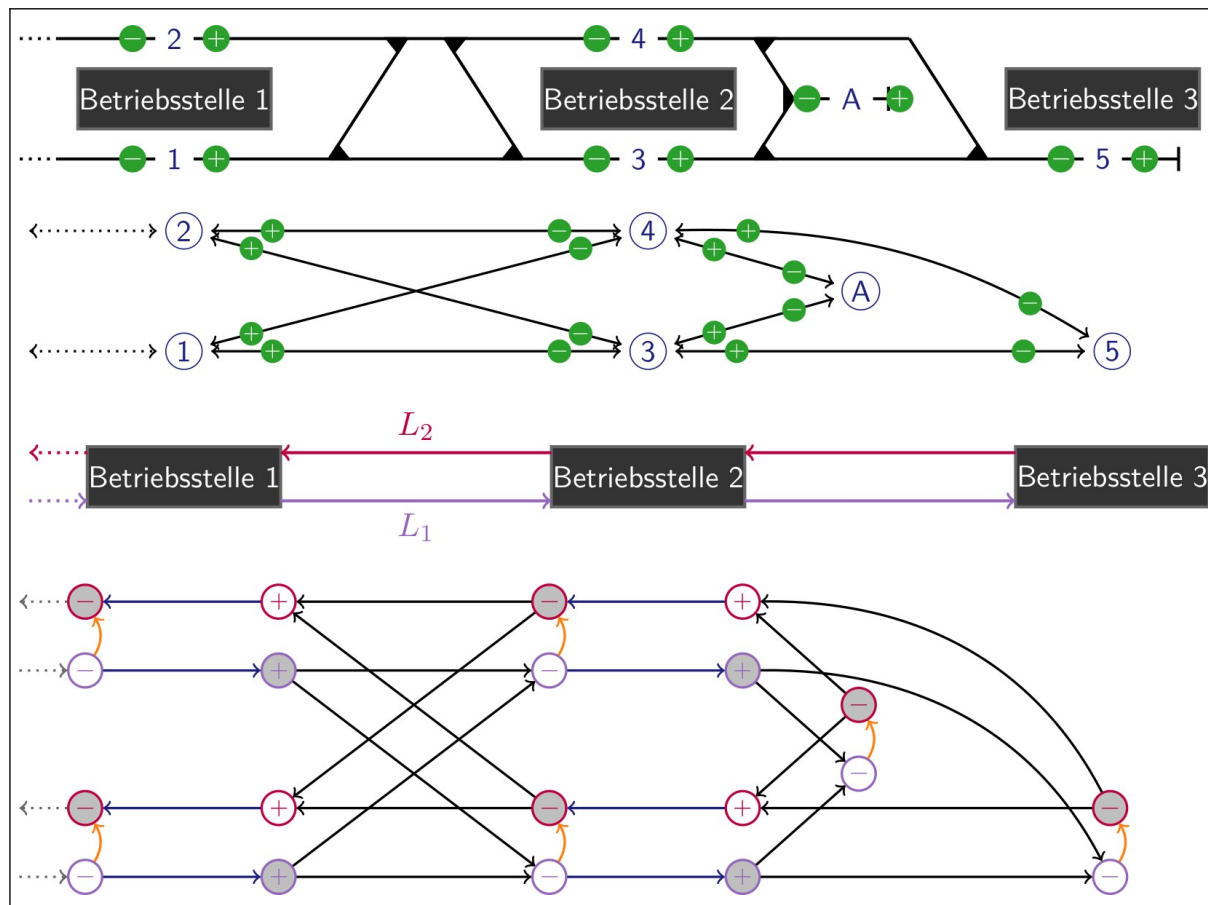 − 2 + − 4 +
Betriebsstelle 1 Betriebsstelle 2 − A + Betriebsstelle 3
− 1 + − 3 + − 5 +
2 + − 4 +
+ − + −
A
−
+ − + −
1 + − 3 + − 5
L₂
Betriebsstelle 1 Betriebsstelle 2 Betriebsstelle 3
L₁
− + − +
− + − +
−
−
− + − + −
− + − + −